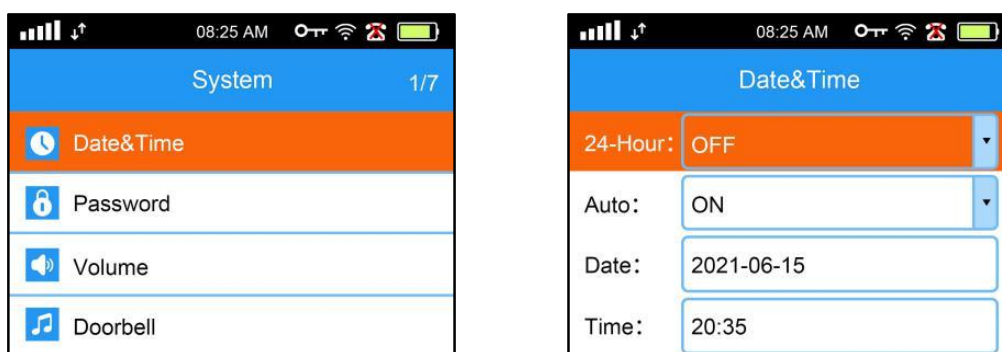 08:25 AM
System 1/7
Date&Time
Password
Volume
Doorbell
08:25 AM
Date&Time
24-Hour: OFF
Auto: ON
Date: 2021-06-15
Time: 20:35